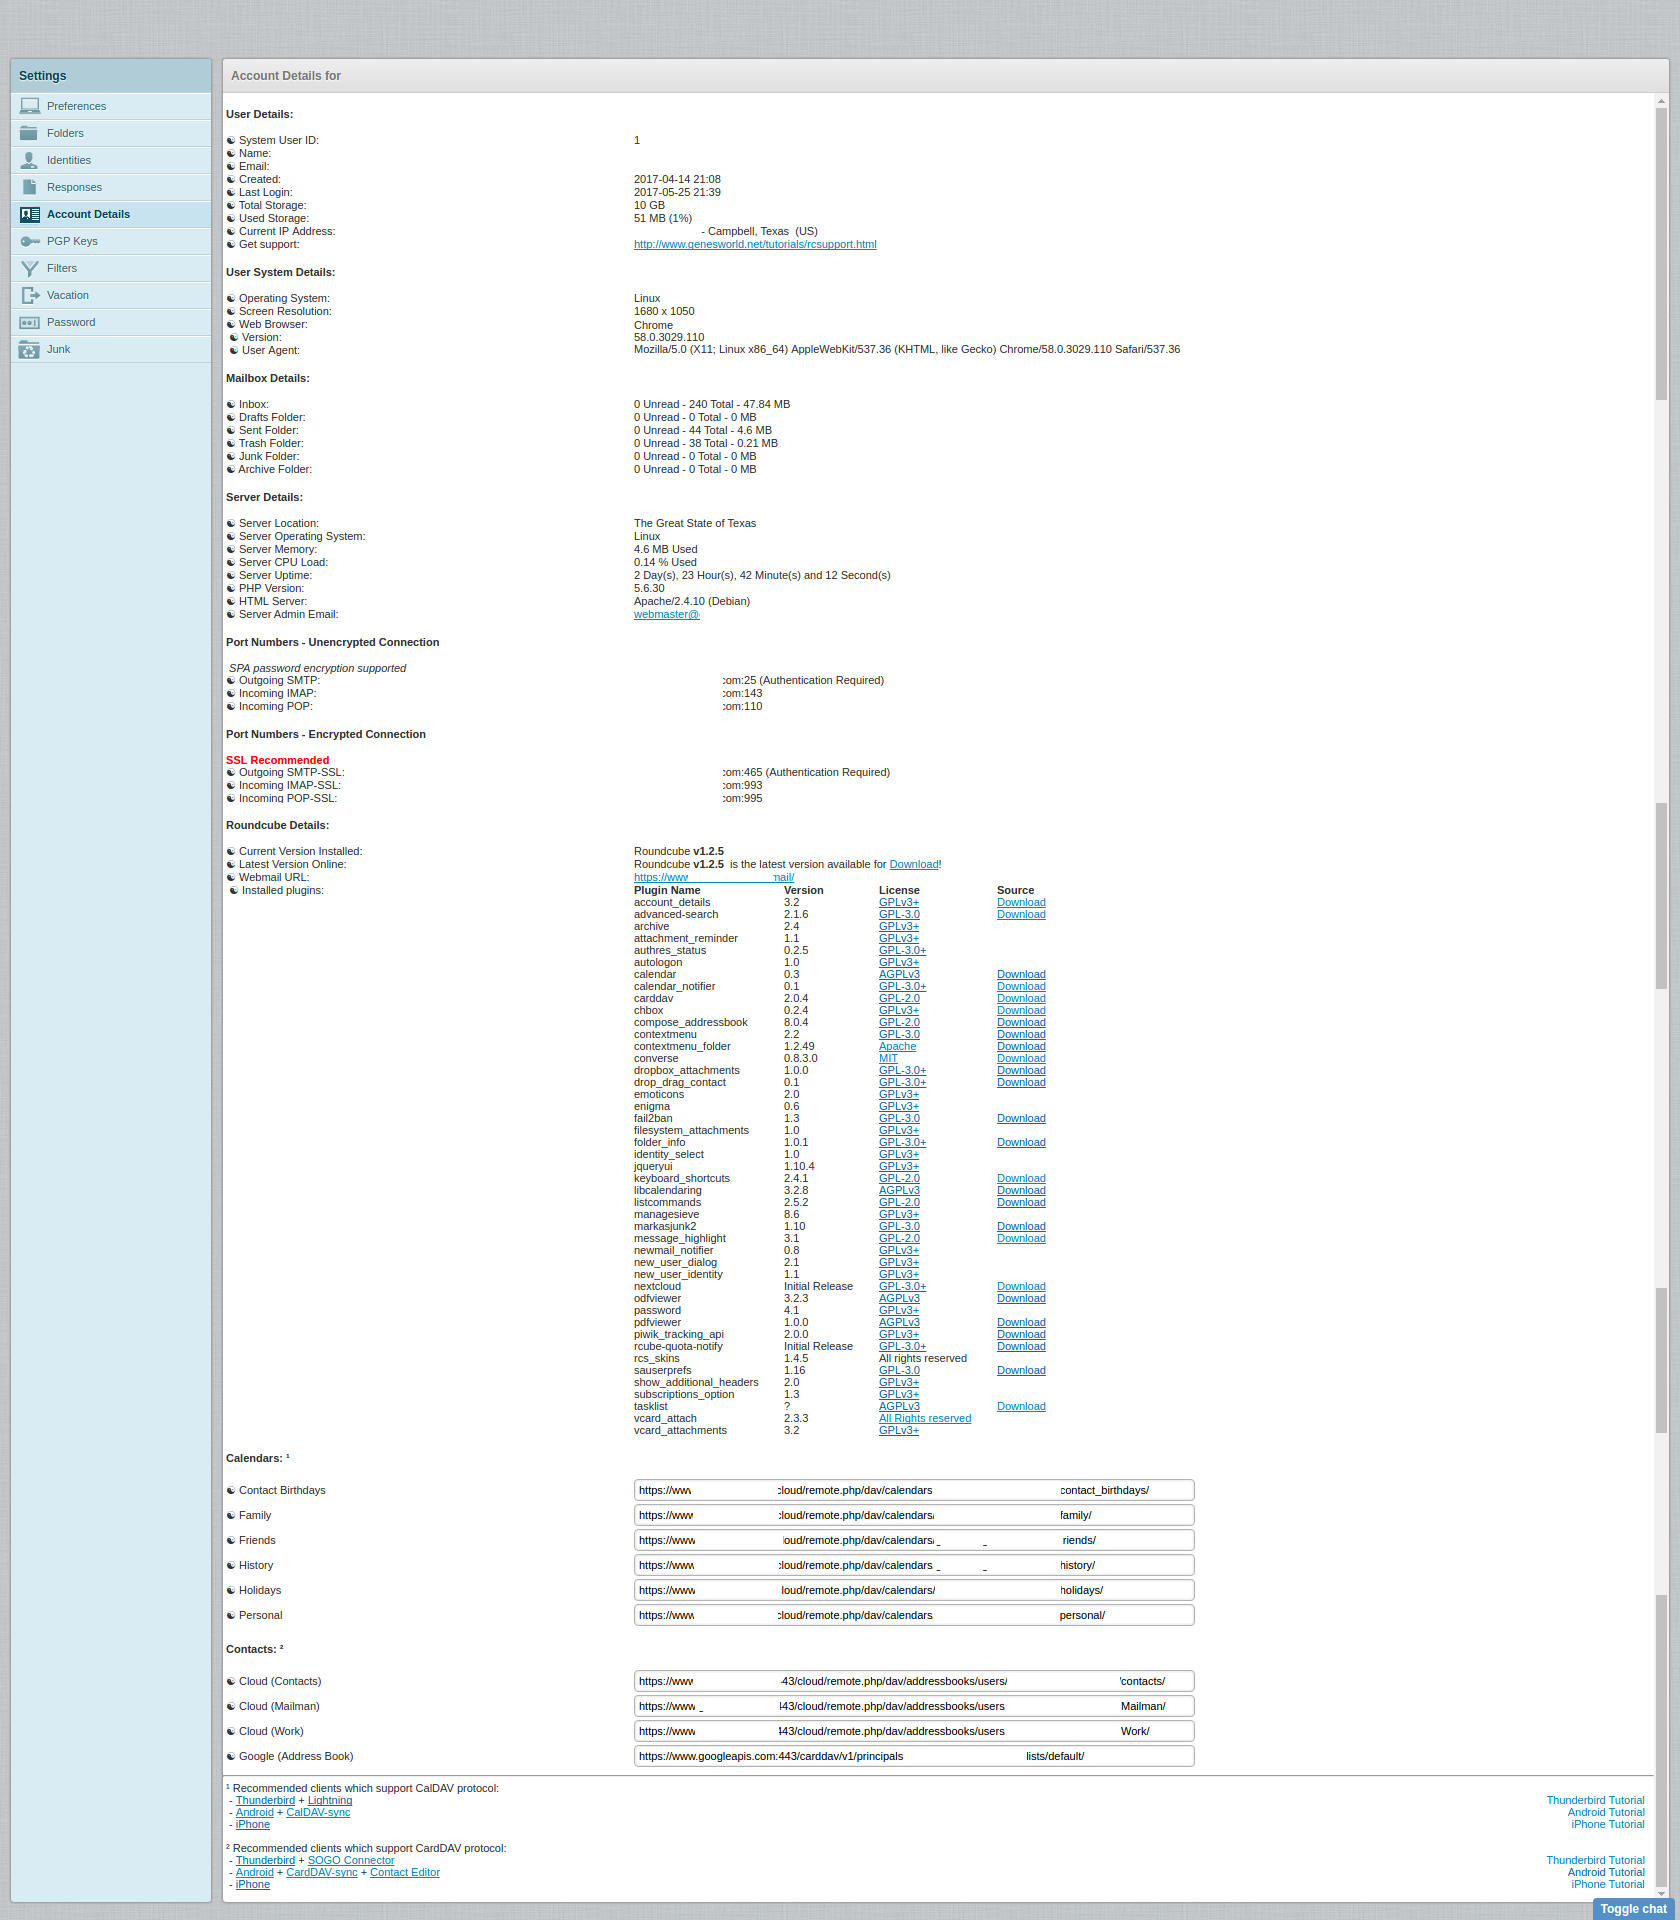 Settings
Preferences
Folders
Identities
Responses
Account Details
PGP Keys
Filters
Vacation
Password
Junk
Account Details for
User Details:
☯ System User ID: 1
☯ Name:
☯ Email:
☯ Created: 2017-04-14 21:08
☯ Last Login: 2017-05-25 21:39
☯ Total Storage: 10 GB
☯ Used Storage: 51 MB (1%)
☯ Current IP Address: - Campbell, Texas (US)
☯ Get support: http://www.genesworld.net/tutorials/rcsupport.html
User System Details:
☯ Operating System: Linux
☯ Screen Resolution: 1680 x 1050
☯ Web Browser: Chrome
☯ Version: 58.0.3029.110
☯ User Agent: Mozilla/5.0 (X11; Linux x86_64) AppleWebKit/537.36 (KHTML, like Gecko) Chrome/58.0.3029.110 Safari/537.36
Mailbox Details:
☯ Inbox: 0 Unread - 240 Total - 47.84 MB
☯ Drafts Folder: 0 Unread - 0 Total - 0 MB
☯ Sent Folder: 0 Unread - 44 Total - 4.6 MB
☯ Trash Folder: 0 Unread - 38 Total - 0.21 MB
☯ Junk Folder: 0 Unread - 0 Total - 0 MB
☯ Archive Folder: 0 Unread - 0 Total - 0 MB
Server Details:
☯ Server Location: The Great State of Texas
☯ Server Operating System: Linux
☯ Server Memory: 4.6 MB Used
☯ Server CPU Load: 0.14 % Used
☯ Server Uptime: 2 Day(s), 23 Hour(s), 42 Minute(s) and 12 Second(s)
☯ PHP Version: 5.6.30
☯ HTML Server: Apache/2.4.10 (Debian)
☯ Server Admin Email: webmaster@
Port Numbers - Unencrypted Connection
SPA password encryption supported
☯ Outgoing SMTP: com:25 (Authentication Required)
☯ Incoming IMAP: com:143
☯ Incoming POP: com:110
Port Numbers - Encrypted Connection
SSL Recommended
☯ Outgoing SMTP-SSL: com:465 (Authentication Required)
☯ Incoming IMAP-SSL: com:993
☯ Incoming POP-SSL: com:995
Roundcube Details:
☯ Current Version Installed: Roundcube v1.2.5
☯ Latest Version Online: Roundcube v1.2.5 is the latest version available for Download!
☯ Webmail URL: https://www mail/
☯ Installed plugins: Plugin Name Version License Source
account_details 3.2 GPLv3+ Download
advanced-search 2.1.6 GPL-3.0 Download
archive 2.4 GPLv3+
attachment_reminder 1.1 GPLv3+
authres_status 0.2.5 GPL-3.0+
autologon 1.0 GPLv3+
calendar 0.3 AGPLv3 Download
calendar_notifier 0.1 GPL-3.0+ Download
carddav 2.0.4 GPL-2.0 Download
chbox 0.2.4 GPLv3+ Download
compose_addressbook 8.0.4 GPL-2.0 Download
contextmenu 2.2 GPL-3.0 Download
contextmenu_folder 1.2.49 Apache Download
converse 0.8.3.0 MIT Download
dropbox_attachments 1.0.0 GPL-3.0+ Download
drop_drag_contact 0.1 GPL-3.0+ Download
emoticons 2.0 GPLv3+
enigma 0.6 GPLv3+
fail2ban 1.3 GPL-3.0 Download
filesystem_attachments 1.0 GPLv3+
folder_info 1.0.1 GPL-3.0+ Download
identity_select 1.0 GPLv3+
jqueryui 1.10.4 GPLv3+
keyboard_shortcuts 2.4.1 GPL-2.0 Download
libcalendaring 3.2.8 AGPLv3 Download
listcommands 2.5.2 GPL-2.0 Download
managesieve 8.6 GPLv3+
markasjunk2 1.10 GPL-3.0 Download
message_highlight 3.1 GPL-2.0 Download
newmail_notifier 0.8 GPLv3+
new_user_dialog 2.1 GPLv3+
new_user_identity 1.1 GPLv3+
nextcloud Initial Release GPL-3.0+ Download
odfviewer 3.2.3 AGPLv3 Download
password 4.1 GPLv3+
pdfviewer 1.0.0 AGPLv3 Download
piwik_tracking_api 2.0.0 GPLv3+ Download
rcube-quota-notify Initial Release GPL-3.0+ Download
rcs_skins 1.4.5 All rights reserved
sauserprefs 1.16 GPL-3.0 Download
show_additional_headers 2.0 GPLv3+
subscriptions_option 1.3 GPLv3+
tasklist ? AGPLv3 Download
vcard_attach 2.3.3 All Rights reserved
vcard_attachments 3.2 GPLv3+
Calendars: ¹
☯ Contact Birthdays https://www cloud/remote.php/dav/calendars contact_birthdays/
☯ Family https://www cloud/remote.php/dav/calendars/ family/
☯ Friends https://www loud/remote.php/dav/calendars/ riends/
☯ History https://www cloud/remote.php/dav/calendars history/
☯ Holidays https://www loud/remote.php/dav/calendars/ holidays/
☯ Personal https://www cloud/remote.php/dav/calendars personal/
Contacts: ²
☯ Cloud (Contacts) https://www 43/cloud/remote.php/dav/addressbooks/users/ /contacts/
☯ Cloud (Mailman) https://www 443/cloud/remote.php/dav/addressbooks/users Mailman/
☯ Cloud (Work) https://www 443/cloud/remote.php/dav/addressbooks/users Work/
☯ Google (Address Book) https://www.googleapis.com:443/carddav/v1/principals lists/default/
¹ Recommended clients which support CalDAV protocol:
- Thunderbird + Lightning Thunderbird Tutorial
- Android + CalDAV-sync Android Tutorial
- iPhone iPhone Tutorial
² Recommended clients which support CardDAV protocol:
- Thunderbird + SOGO Connector Thunderbird Tutorial
- Android + CardDAV-sync + Contact Editor Android Tutorial
- iPhone iPhone Tutorial
Toggle chat